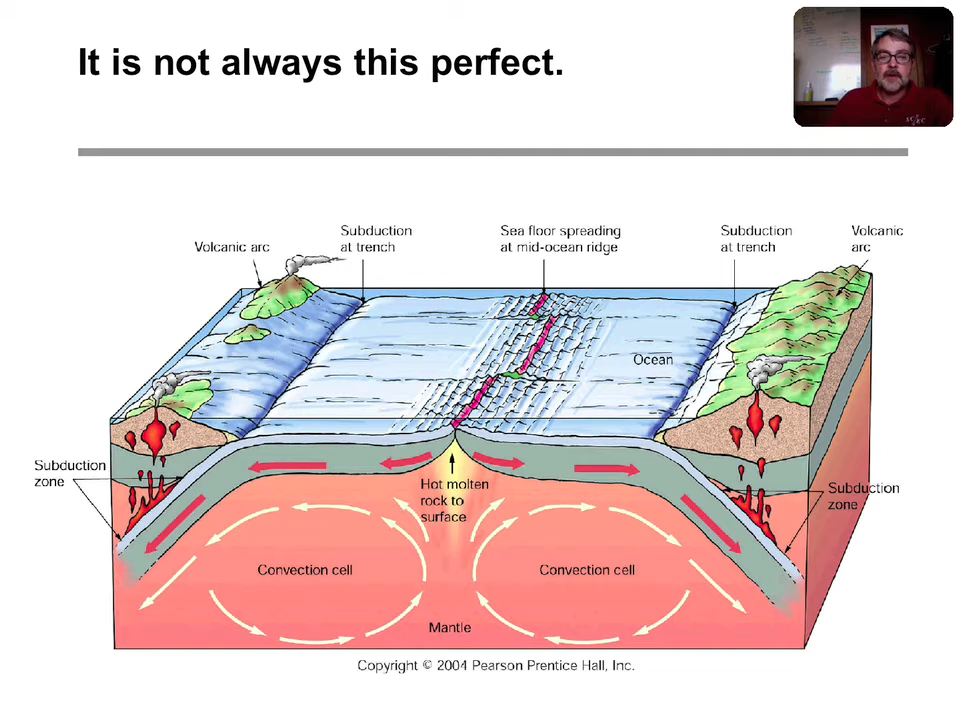 It is not always this perfect.
Volcanic arc
Subduction
at trench
Sea floor spreading
at mid-ocean ridge
Subduction
at trench
Volcanic
arc
Ocean
Subduction
zone
Hot molten
rock to
surface
Subduction
zone
Convection cell
Convection cell
Mantle
Copyright © 2004 Pearson Prentice Hall, Inc.